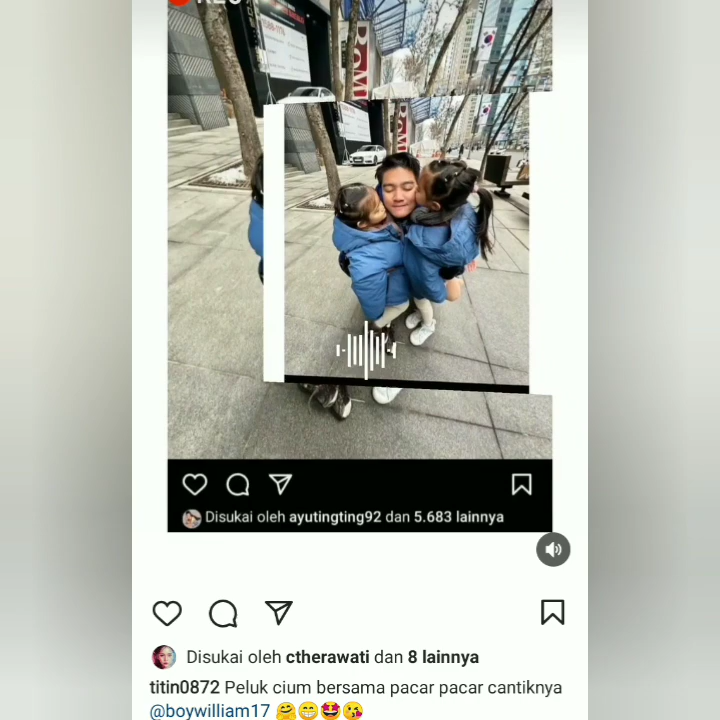 Disukai oleh ayutingting92 dan 5.683 lainnya
Disukai oleh ctherawati dan 8 lainnya
titin0872 Peluk cium bersama pacar pacar cantiknya
@boywilliam17 🤗😁🤩😘